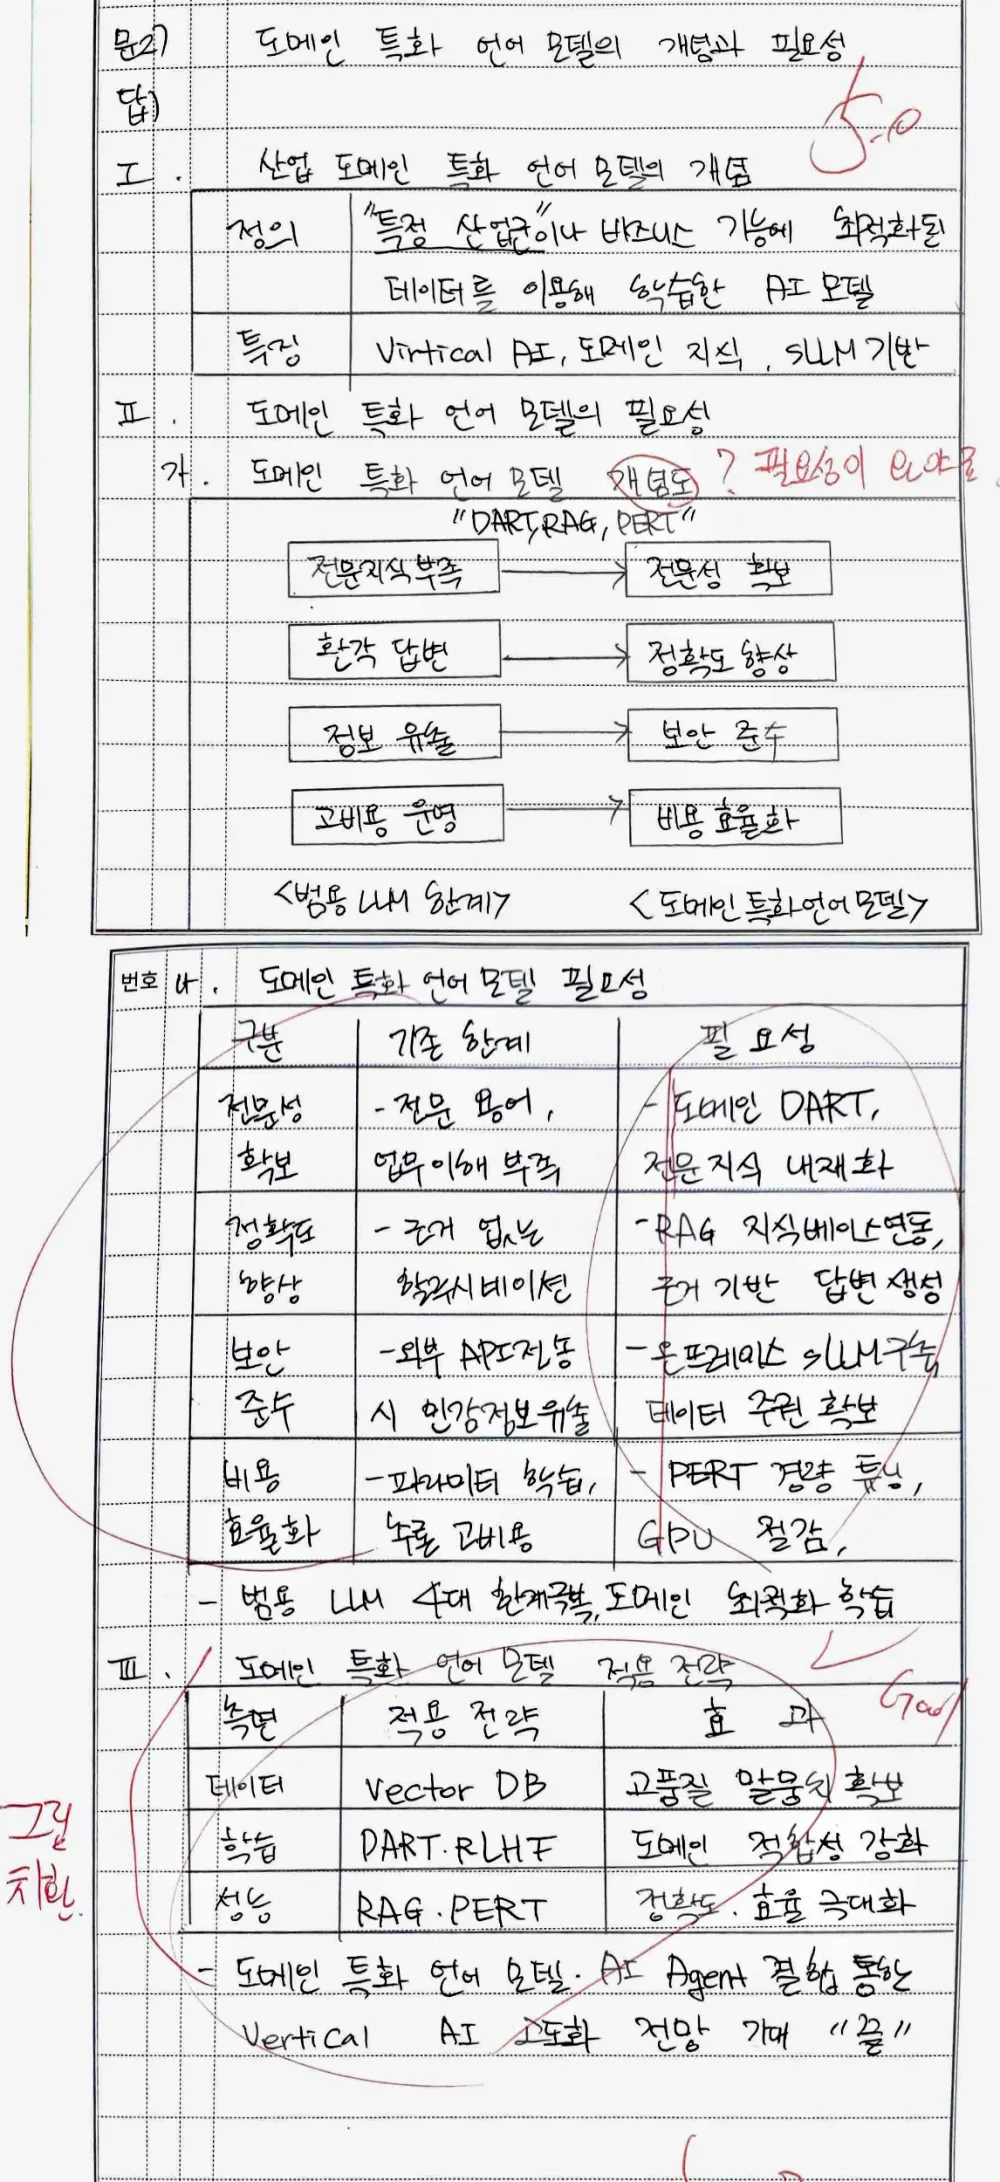 문2) 도메인 특화 언어 모델의 개념과 필요성
5.0
답)
I. 산업 도메인 특화 언어 모델의 개념
정의 "특정 산업군"이나 비즈니스 기능에 최적화된
데이터를 이용해 학습한 AI 모델
특징 Virtical AI, 도메인 지식, sLLM 기반
II. 도메인 특화 언어 모델의 필요성
가. 도메인 특화 언어 모델 개념도 ? 필요성이 요약
"DART, RAG, PERT"
전문지식 부족 전문성 확보
환각 답변 정확도 향상
정보 유출 보안 준수
고비용 운영 비용 효율화
<범용 LLM 한계> <도메인 특화 언어 모델>
번호 나. 도메인 특화 언어 모델 필요성
구분 기존 한계 필요성
전문성 - 전문 용어, - 도메인 DART,
확보 업무 이해 부족 전문지식 내재화
정확도 - 근거 없는 - RAG 지식베이스 연동,
향상 할루시네이션 근거 기반 답변 생성
보안 - 외부 API 전송 - 온프레미스 sLLM 구축,
준수 시 민감정보 유출 데이터 주권 확보
비용 - 파라미터 학습, - PERT 경량 튜닝,
효율화 추론 고비용 GPU 절감,
- 범용 LLM 4대 한계 극복, 도메인 최적화 학습
III. 도메인 특화 언어 모델 적용 전략
Good
측면 적용 전략 효과
데이터 Vector DB 고품질 말뭉치 확보
그림
학습 DART. RLHF 도메인 적합성 강화
치환.
성능 RAG. PERT 정확도. 효율 극대화
- 도메인 특화 언어 모델. AI Agent 결합 통한
Vertical AI 고도화 전망 기대 "끝"